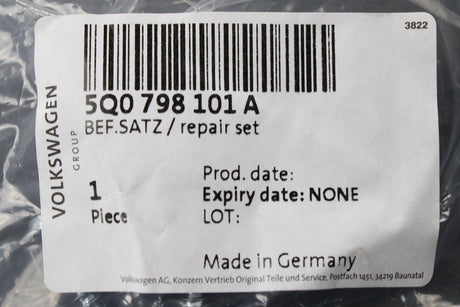 3822
VOLKSWAGEN
GROUP
5Q0 798 101 A
BEF.SATZ / repair set
1
Piece
Prod. date:
Expiry date: NONE
LOT:
Made in Germany
Volkswagen AG, Konzern Vertrieb Original Teile und Service, Postfach 1451, 34219 Baunatal